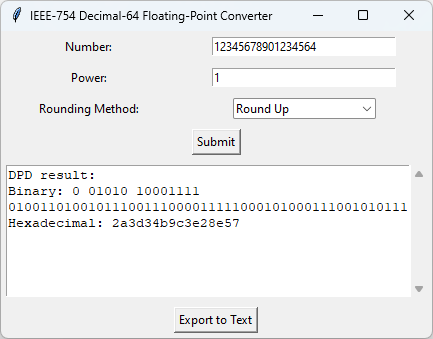 IEEE-754 Decimal-64 Floating-Point Converter
Number: 12345678901234564
Power: 1
Rounding Method: Round Up
Submit
DPD result:
Binary: 0 01010 10001111
01001101001011100111000011111000101000111001010111
Hexadecimal: 2a3d34b9c3e28e57
Export to Text